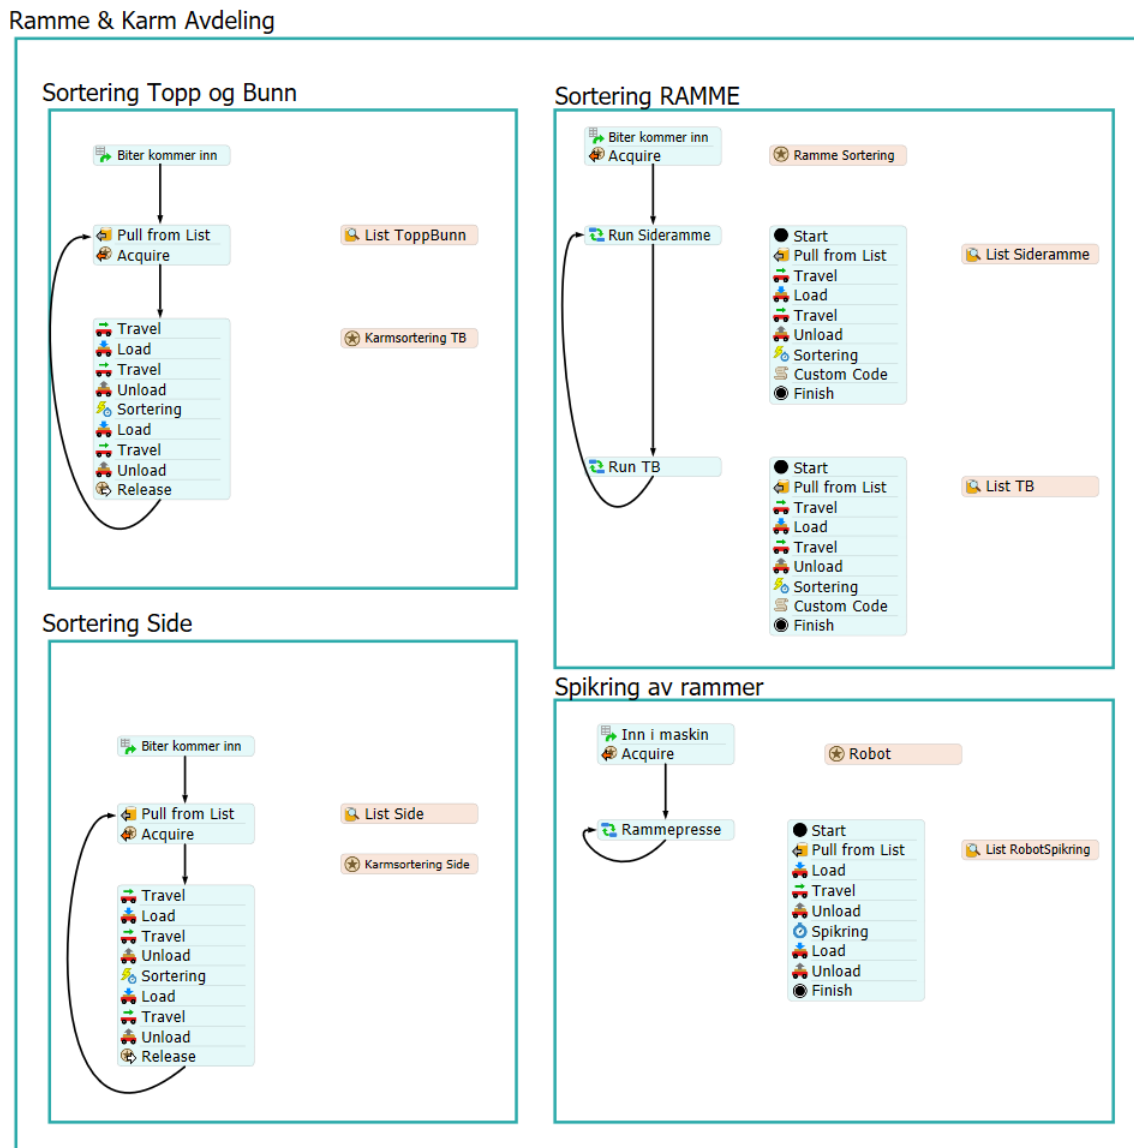 Ramme & Karm Avdeling
Sortering Topp og Bunn
Biter kommer inn
Pull from List
Acquire
List ToppBunn
Travel
Load
Travel
Unload
Sortering
Load
Travel
Unload
Release
Karmsortering TB
Sortering Side
Biter kommer inn
Pull from List
Acquire
List Side
Karmsortering Side
Travel
Load
Travel
Unload
Sortering
Load
Travel
Unload
Release
Sortering RAMME
Biter kommer inn
Acquire
Ramme Sortering
Run Sideramme
Start
Pull from List
Travel
Load
Travel
Unload
Sortering
Custom Code
Finish
List Sideramme
Run TB
Start
Pull from List
Travel
Load
Travel
Unload
Sortering
Custom Code
Finish
List TB
Spikring av rammer
Inn i maskin
Acquire
Robot
Rammepresse
Start
Pull from List
Load
Travel
Unload
Spikring
Load
Unload
Finish
List RobotSpikring